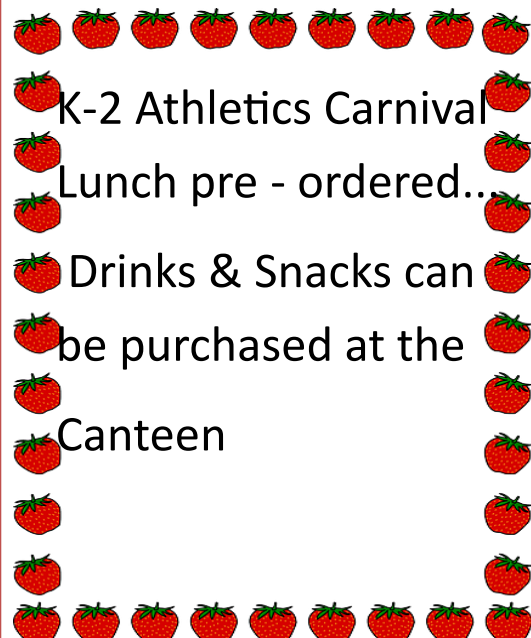 K-2 Athletics Carnival
Lunch pre - ordered...
Drinks & Snacks can
be purchased at the
Canteen